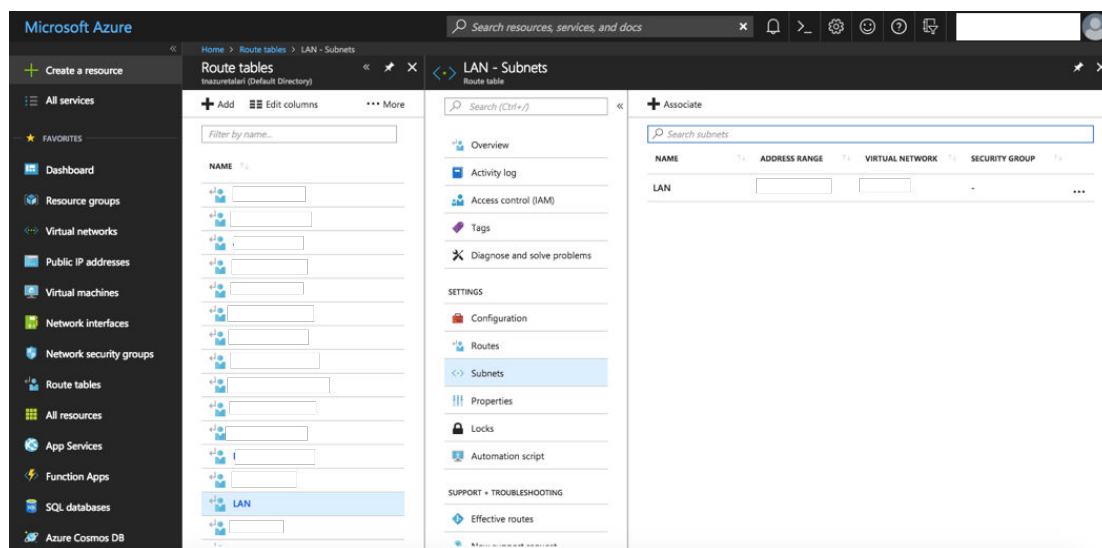 Microsoft Azure
Search resources, services, and docs
Home > Route tables > LAN - Subnets
Create a resource
All services
FAVORITES
Dashboard
Resource groups
Virtual networks
Public IP addresses
Virtual machines
Network interfaces
Network security groups
Route tables
All resources
App Services
Function Apps
SQL databases
Azure Cosmos DB
Route tables
tnazuretalari (Default Directory)
Add Edit columns ••• More
Filter by name...
NAME
LAN
LAN - Subnets
Route table
Search (Ctrl+/)
Overview
Activity log
Access control (IAM)
Tags
Diagnose and solve problems
SETTINGS
Configuration
Routes
Subnets
Properties
Locks
Automation script
SUPPORT + TROUBLESHOOTING
Effective routes
New support request
Associate
Search subnets
NAME ADDRESS RANGE VIRTUAL NETWORK SECURITY GROUP
LAN - •••